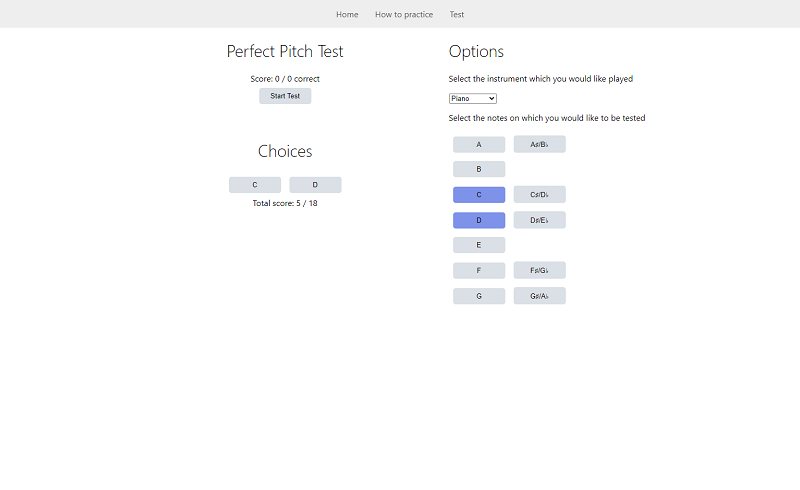 Home How to practice Test
Perfect Pitch Test
Score: 0 / 0 correct
Start Test
Choices
C D
Total score: 5 / 18
Options
Select the instrument which you would like played
Piano
Select the notes on which you would like to be tested
A A♯/B♭
B
C C♯/D♭
D D♯/E♭
E
F F♯/G♭
G G♯/A♭